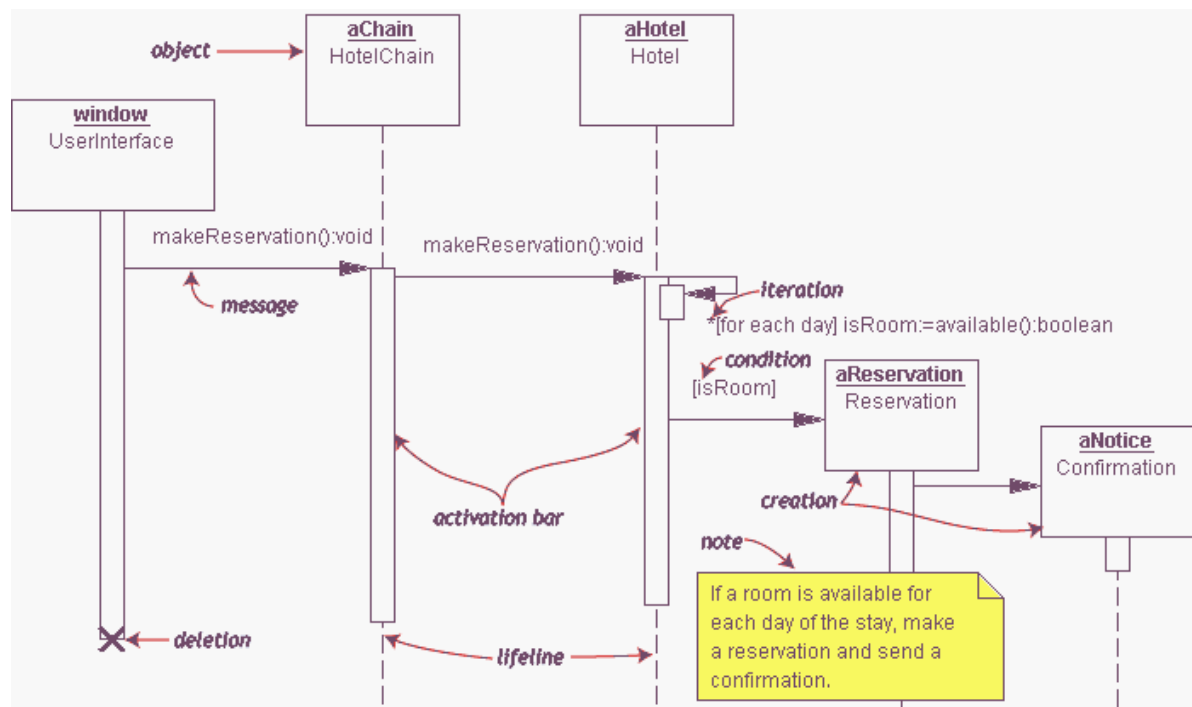 aChain
HotelChain
aHotel
Hotel
object
window
UserInterface
makeReservation():void
makeReservation():void
message
iteration
*[for each day] isRoom:=available():boolean
condition
[isRoom]
aReservation
Reservation
aNotice
Confirmation
activation bar
creation
note
If a room is available for
each day of the stay, make
a reservation and send a
confirmation.
deletion
lifeline